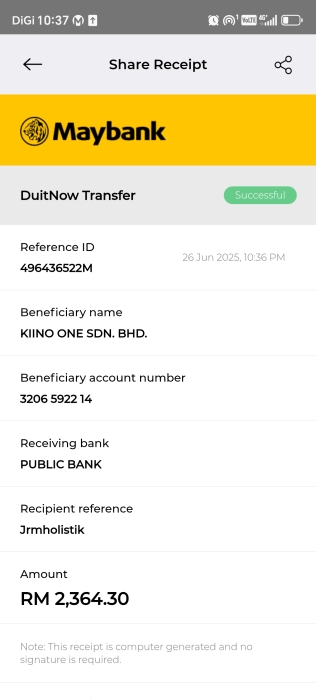 DiGi 10:37
Share Receipt
Maybank
DuitNow Transfer
Successful
Reference ID
496436522M
26 Jun 2025, 10:36 PM
Beneficiary name
KIINO ONE SDN. BHD.
Beneficiary account number
3206 5922 14
Receiving bank
PUBLIC BANK
Recipient reference
Jrmholistik
Amount
RM 2,364.30
Note: This receipt is computer generated and no
signature is required.